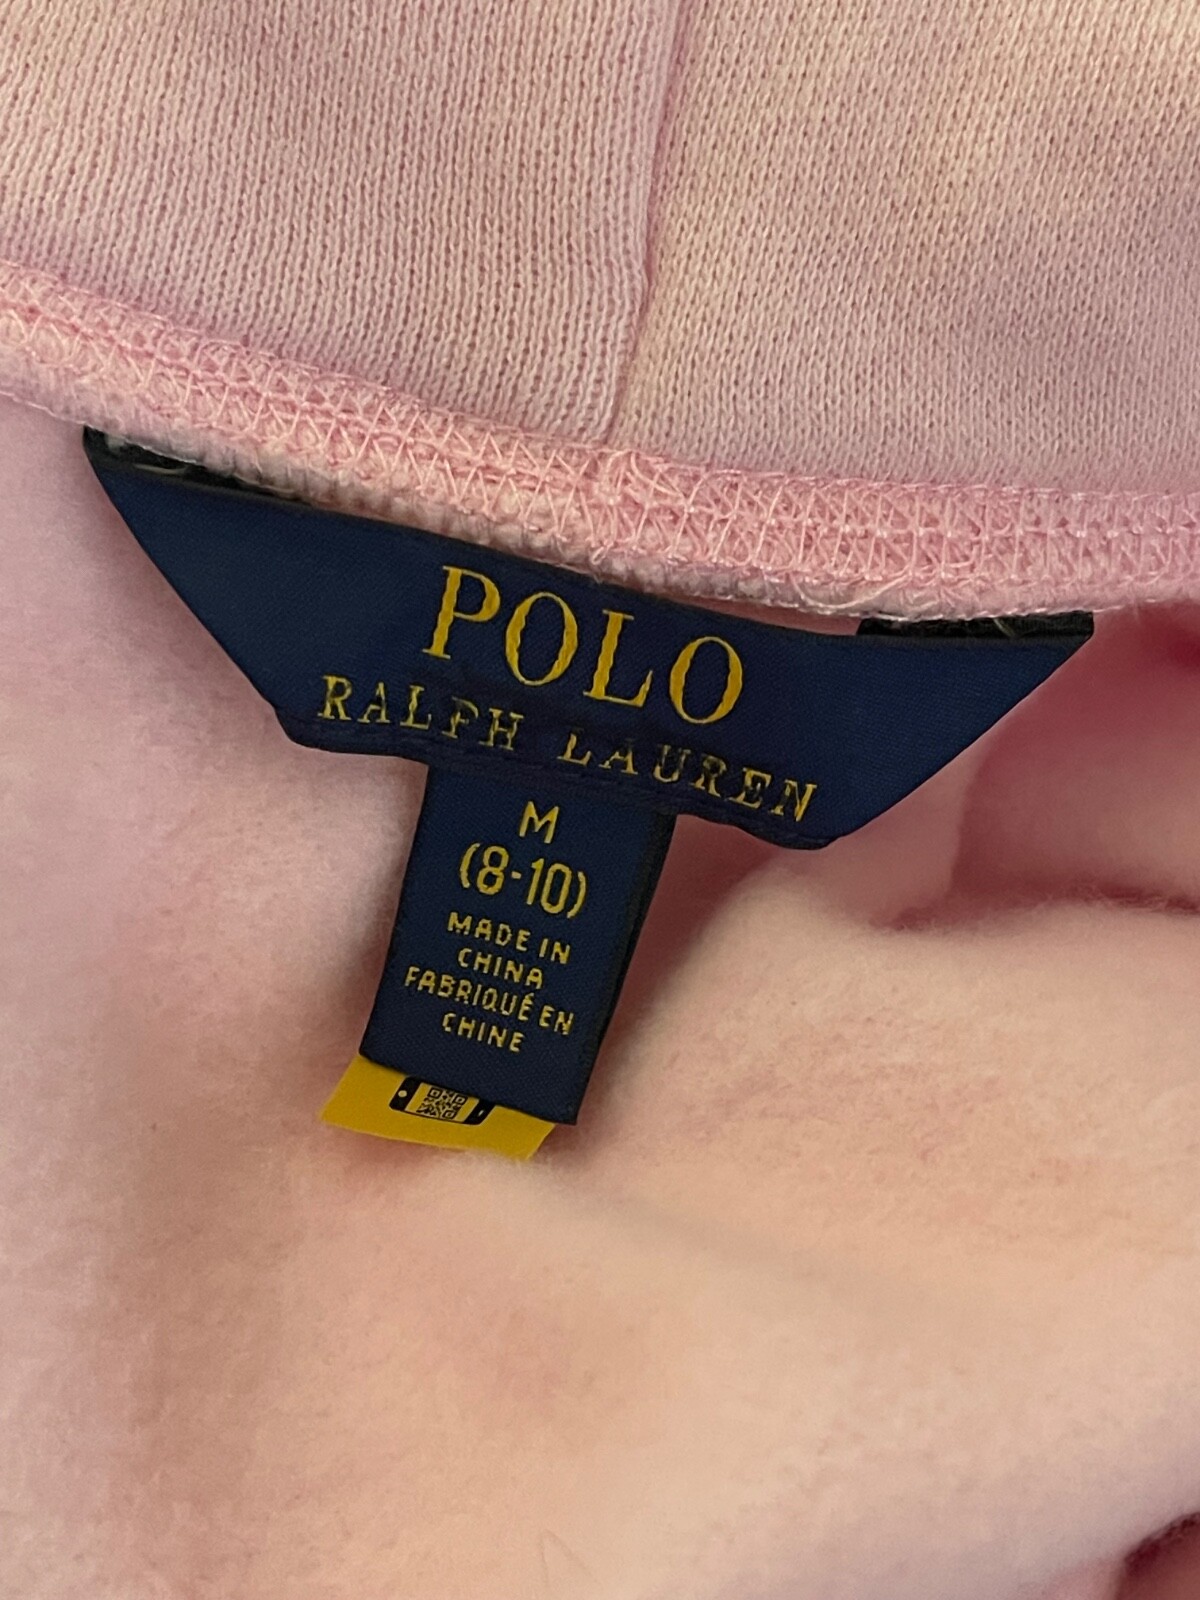 POLO
RALPH LAUREN
M
(8-10)
MADE IN
CHINA
FABRIQUÉ EN
CHINE